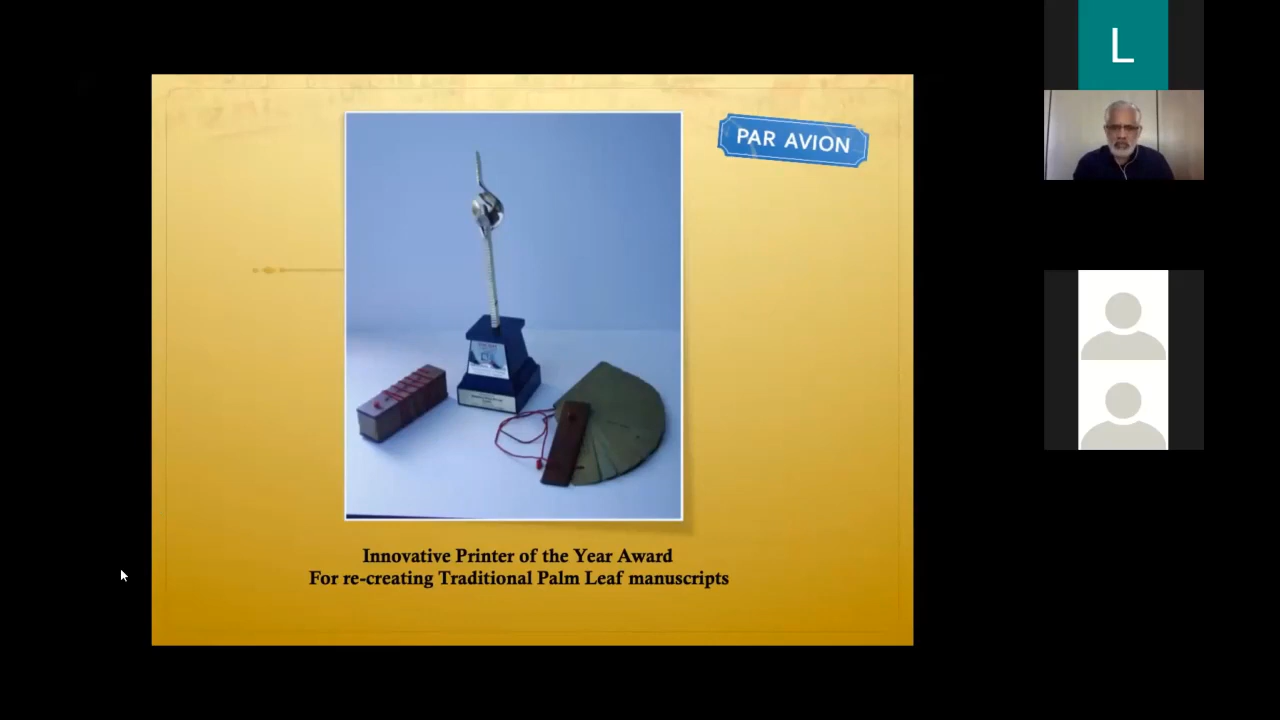 PAR AVION
Innovative Printer of the Year Award
For re-creating Traditional Palm Leaf manuscripts
L